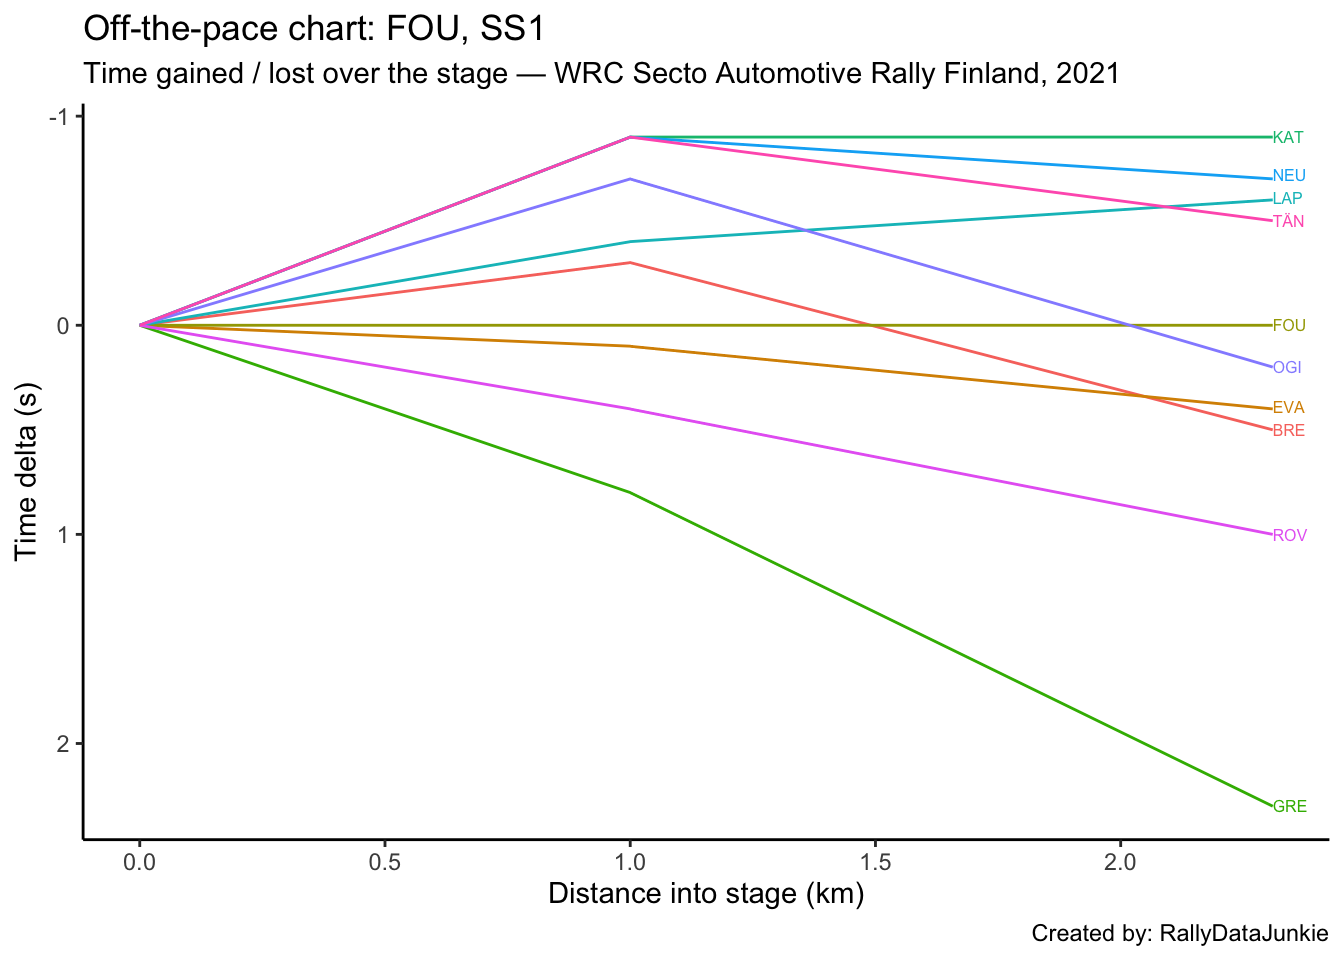 Off-the-pace chart: FOU, SS1
Time gained / lost over the stage — WRC Secto Automotive Rally Finland, 2021
-1
0
1
2
Time delta (s)
KAT
NEU
LAP
TÄN
FOU
OGI
EVA
BRE
ROV
GRE
0.0 0.5 1.0 1.5 2.0
Distance into stage (km)
Created by: RallyDataJunkie